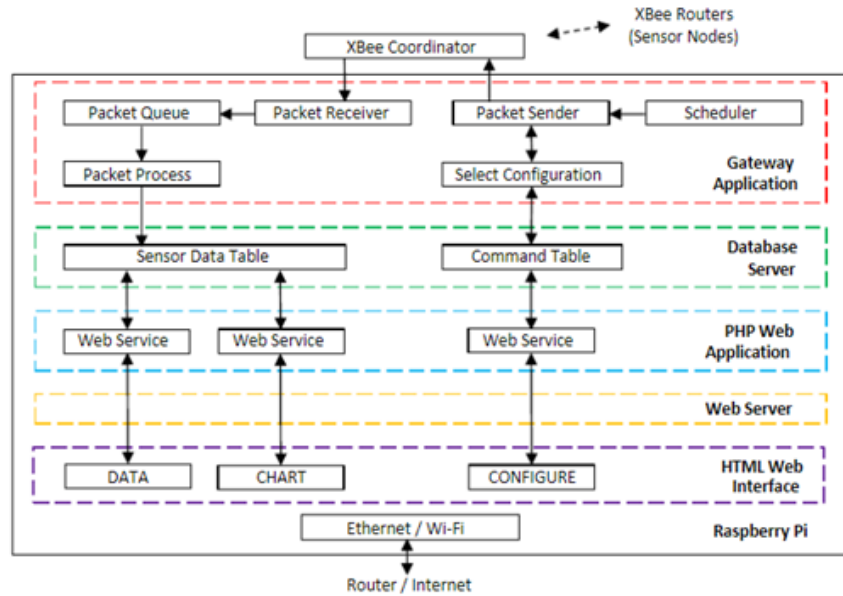 XBee Routers
(Sensor Nodes)
XBee Coordinator
Packet Queue
Packet Receiver
Packet Sender
Scheduler
Packet Process
Select Configuration
Gateway
Application
Sensor Data Table
Command Table
Database
Server
Web Service
Web Service
Web Service
PHP Web
Application
Web Server
DATA
CHART
CONFIGURE
HTML Web
Interface
Ethernet / Wi-Fi
Raspberry Pi
Router / Internet